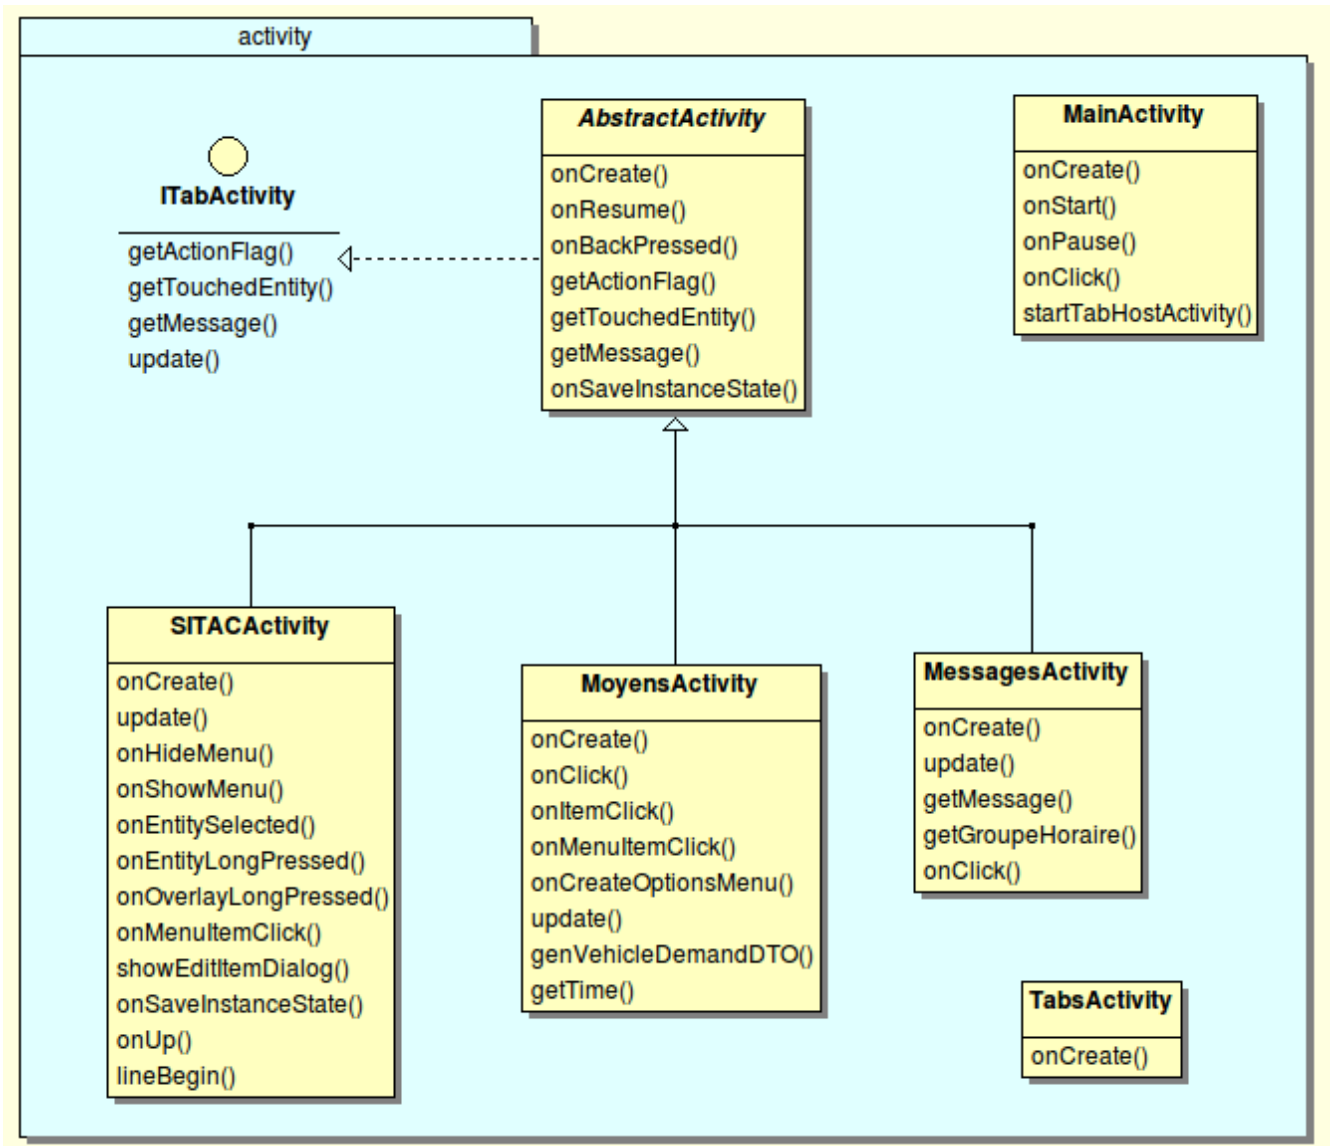 activity
ITabActivity
getActionFlag()
getTouchedEntity()
getMessage()
update()
AbstractActivity
onCreate()
onResume()
onBackPressed()
getActionFlag()
getTouchedEntity()
getMessage()
onSaveInstanceState()
MainActivity
onCreate()
onStart()
onPause()
onClick()
startTabHostActivity()
SITACActivity
onCreate()
update()
onHideMenu()
onShowMenu()
onEntitySelected()
onEntityLongPressed()
onOverlayLongPressed()
onMenuItemClick()
showEditItemDialog()
onSaveInstanceState()
onUp()
lineBegin()
MoyensActivity
onCreate()
onClick()
onItemClick()
onMenuItemClick()
onCreateOptionsMenu()
update()
genVehicleDemandDTO()
getTime()
MessagesActivity
onCreate()
update()
getMessage()
getGroupeHoraire()
onClick()
TabsActivity
onCreate()